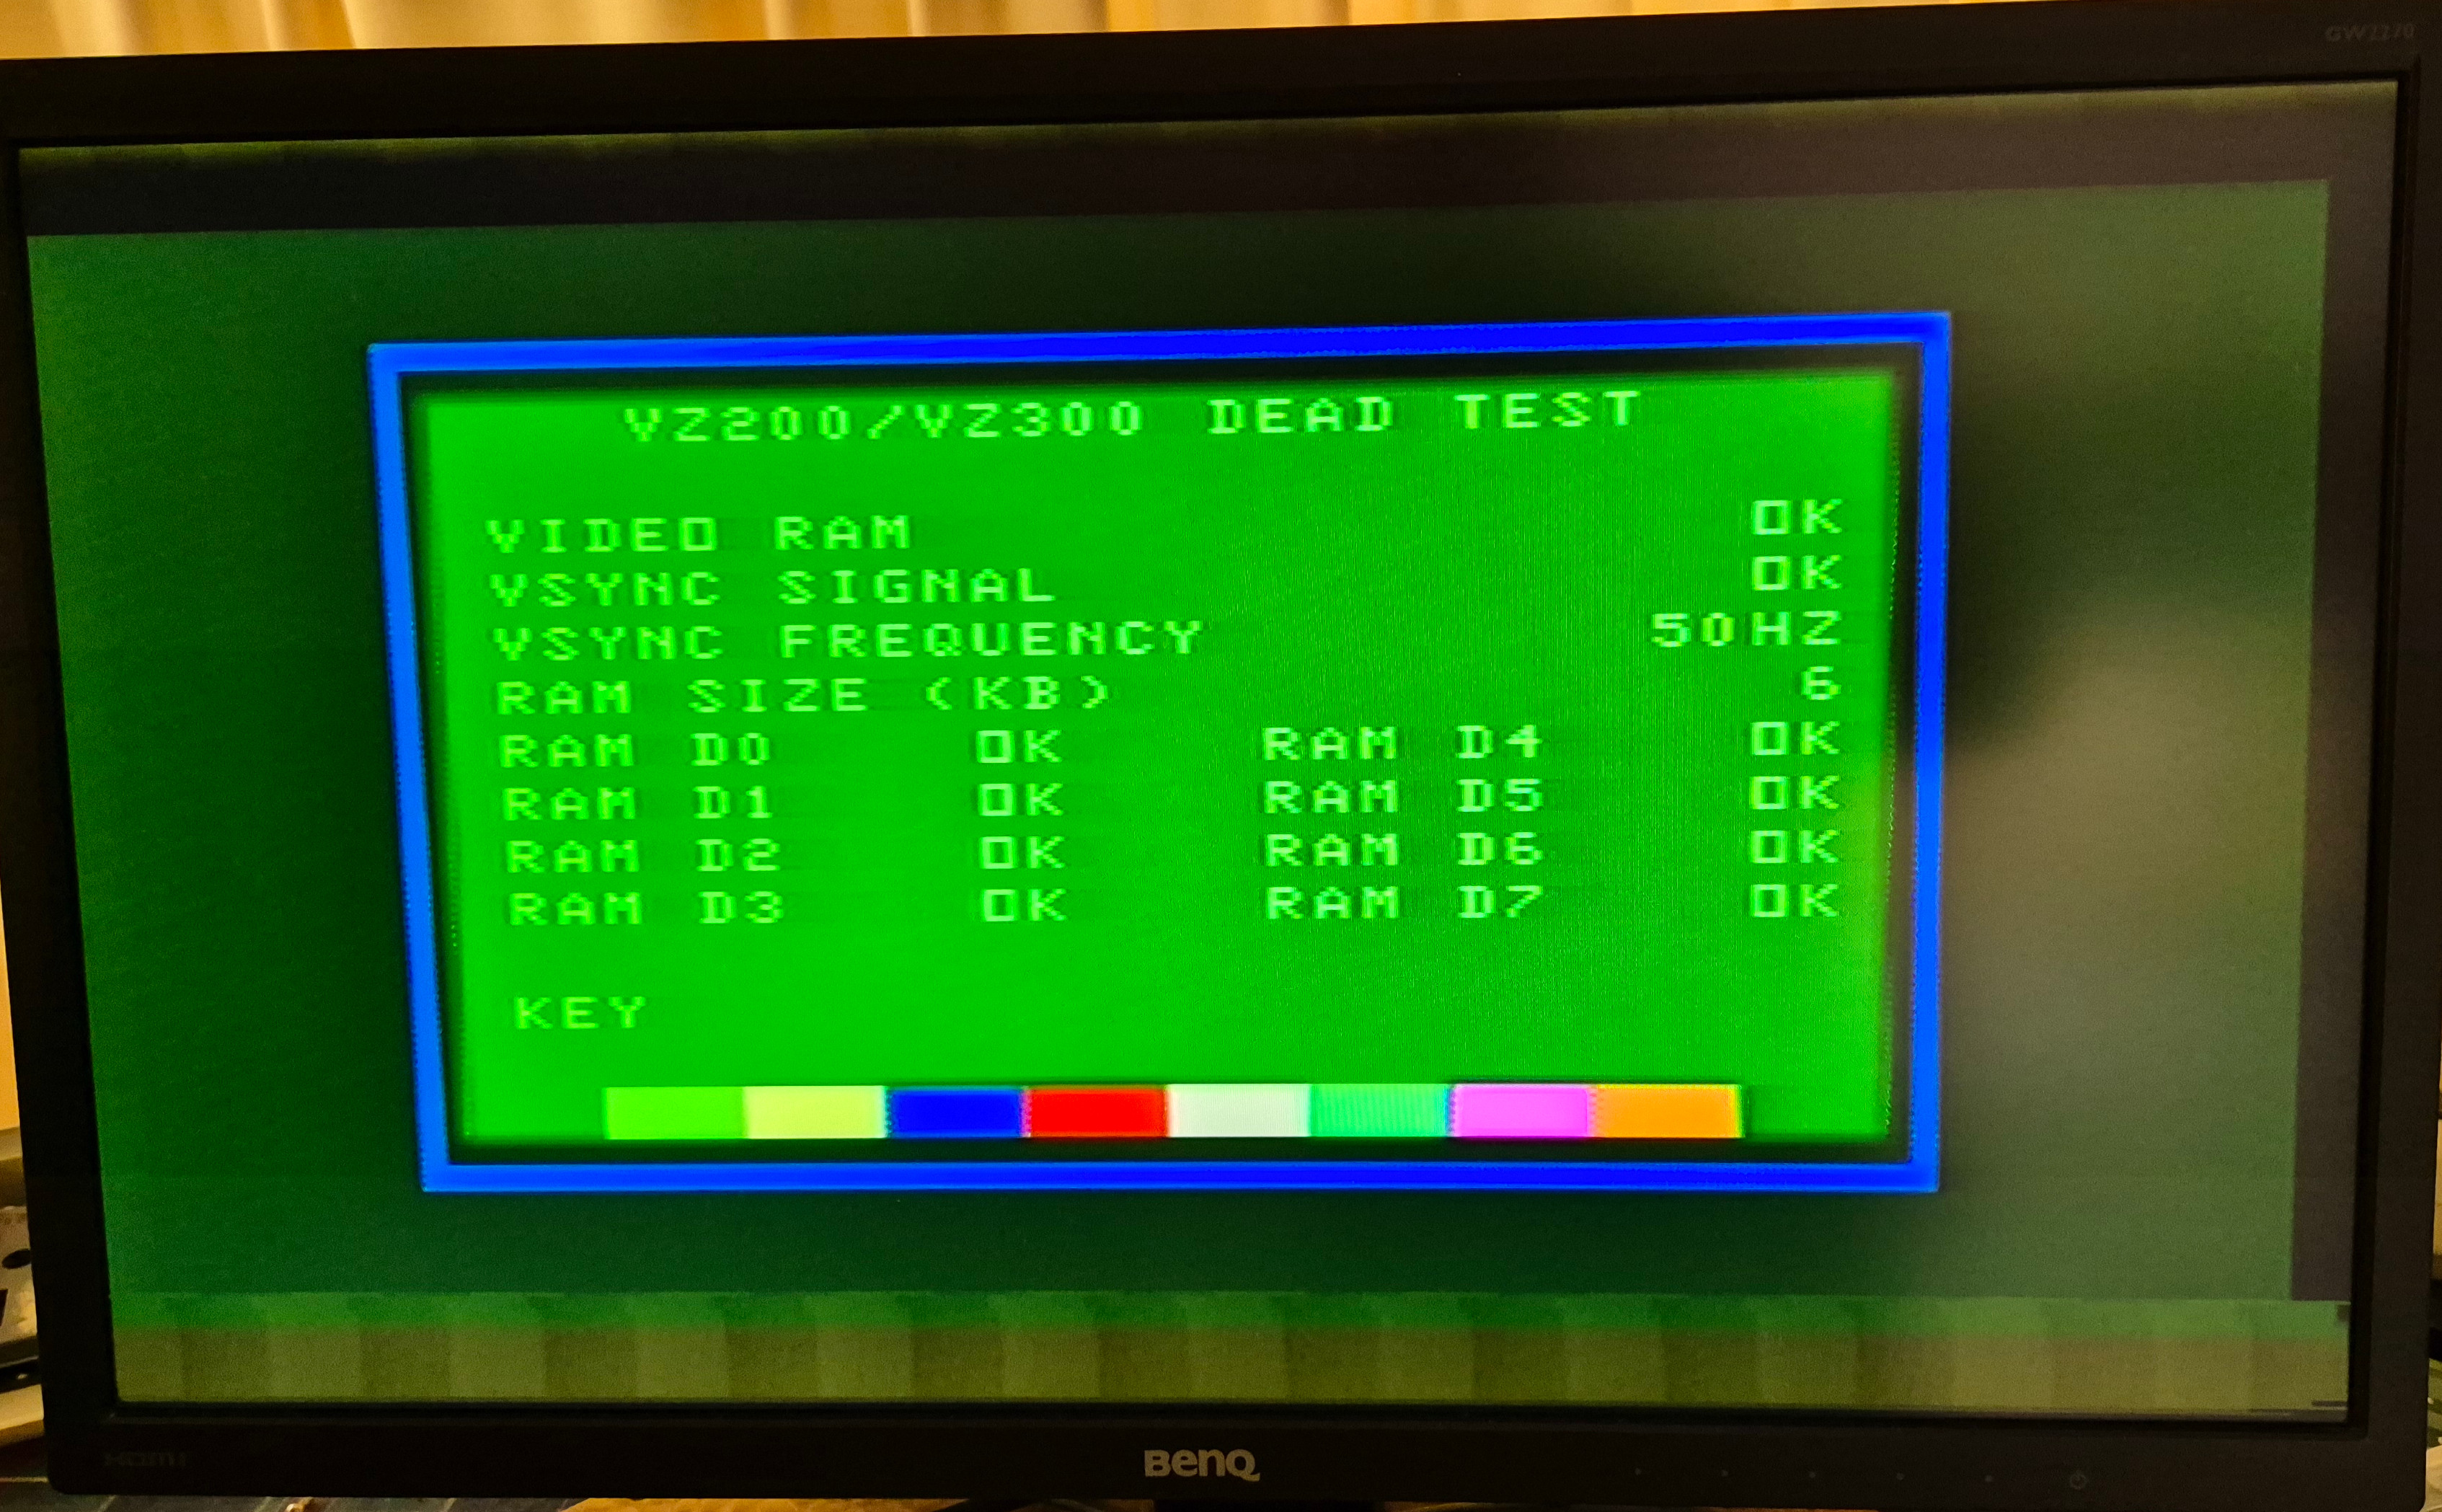 GW2270
VZ200/VZ300 DEAD TEST
VIDEO RAM OK
VSYNC SIGNAL OK
VSYNC FREQUENCY 50HZ
RAM SIZE (KB) 6
RAM D0 OK RAM D4 OK
RAM D1 OK RAM D5 OK
RAM D2 OK RAM D6 OK
RAM D3 OK RAM D7 OK
KEY
HDMI
BenQ